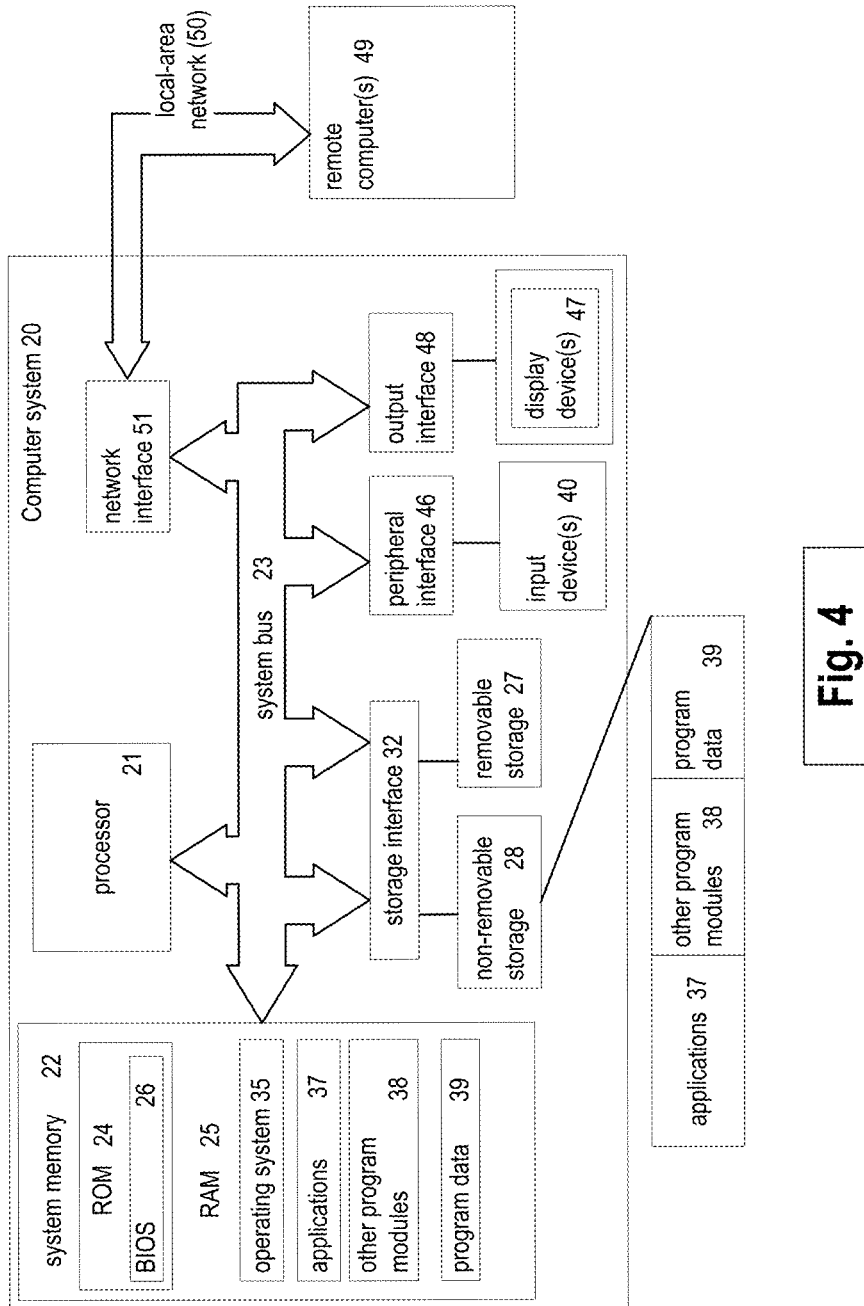 Computer system 20
system memory 22
ROM 24
BIOS 26
RAM 25
operating system 35
applications 37
other program
modules 38
program data 39
processor
21
system bus 23
network
interface 51
local-area
network (50)
storage interface 32
peripheral
interface 46
output
interface 48
remote
computer(s) 49
non-removable
storage 28
removable
storage 27
input
device(s) 40
display
device(s) 47
applications 37
other program
modules 38
program
data 39
Fig. 4